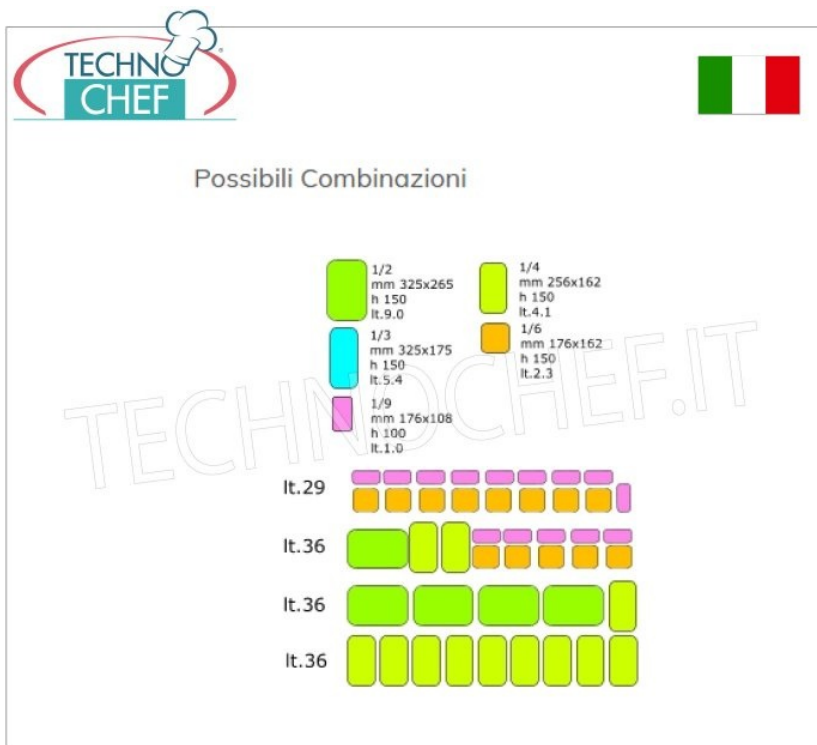 TECHNO
CHEF
®
Possibili Combinazioni
1/2
mm 325x265
h 150
lt.9.0
1/4
mm 256x162
h 150
lt.4.1
1/3
mm 325x175
h 150
lt.5.4
1/6
mm 176x162
h 150
lt.2.3
1/9
mm 176x108
h 100
lt.1.0
TECHNOCHEF.IT
lt.29
lt.36
lt.36
lt.36